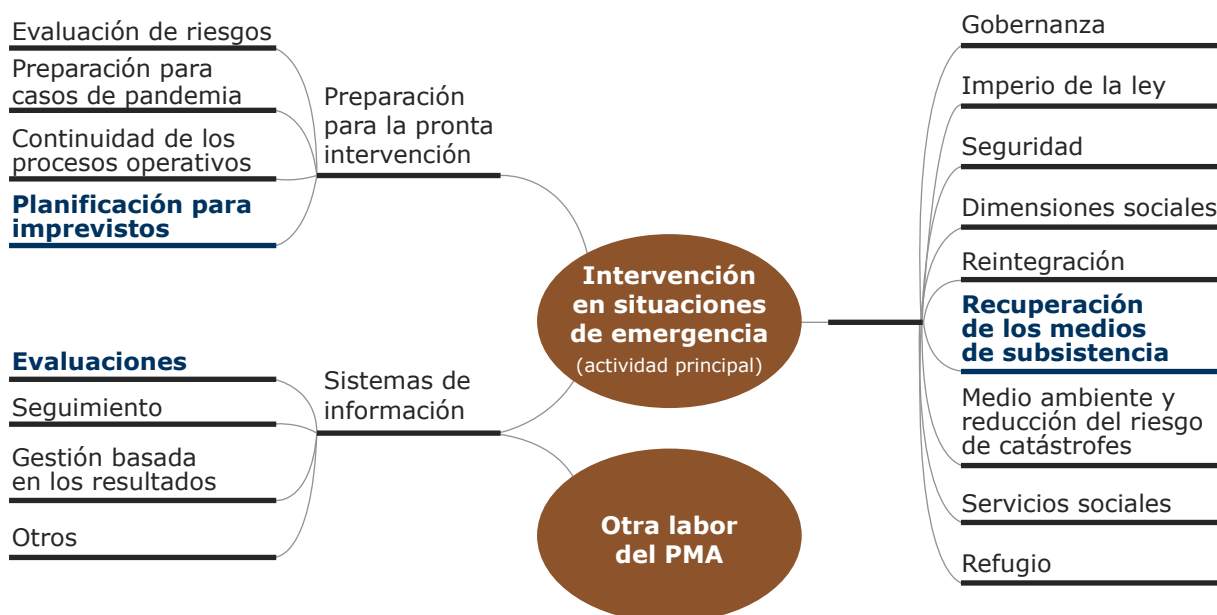 Evaluación de riesgos
Preparación para
casos de pandemia
Continuidad de los
procesos operativos
Planificación para
imprevistos
Preparación
para la pronta
intervención
Evaluaciones
Seguimiento
Gestión basada
en los resultados
Otros
Sistemas de
información
Intervención
en situaciones
de emergencia
(actividad principal)
Otra labor
del PMA
Gobernanza
Imperio de la ley
Seguridad
Dimensiones sociales
Reintegración
Recuperación
de los medios
de subsistencia
Medio ambiente y
reducción del riesgo
de catástrofes
Servicios sociales
Refugio